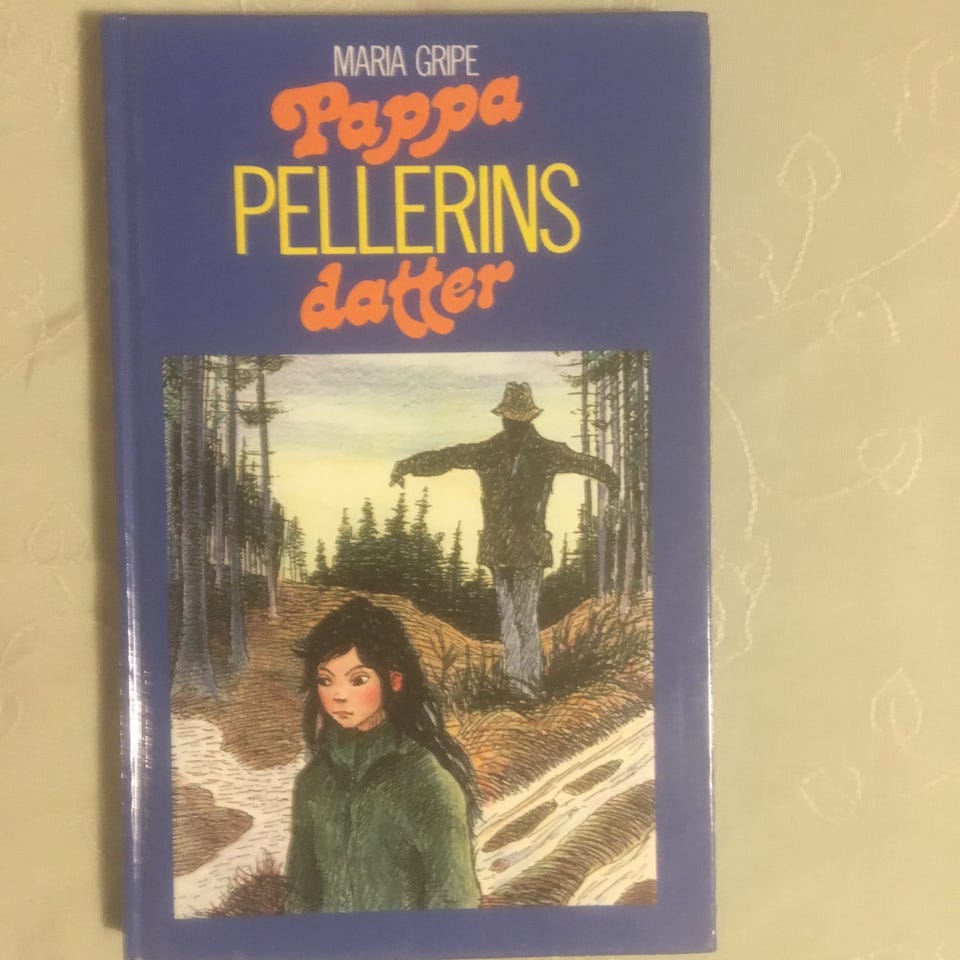 MARIA GRIPE
Pappa
PELLERINS
datter